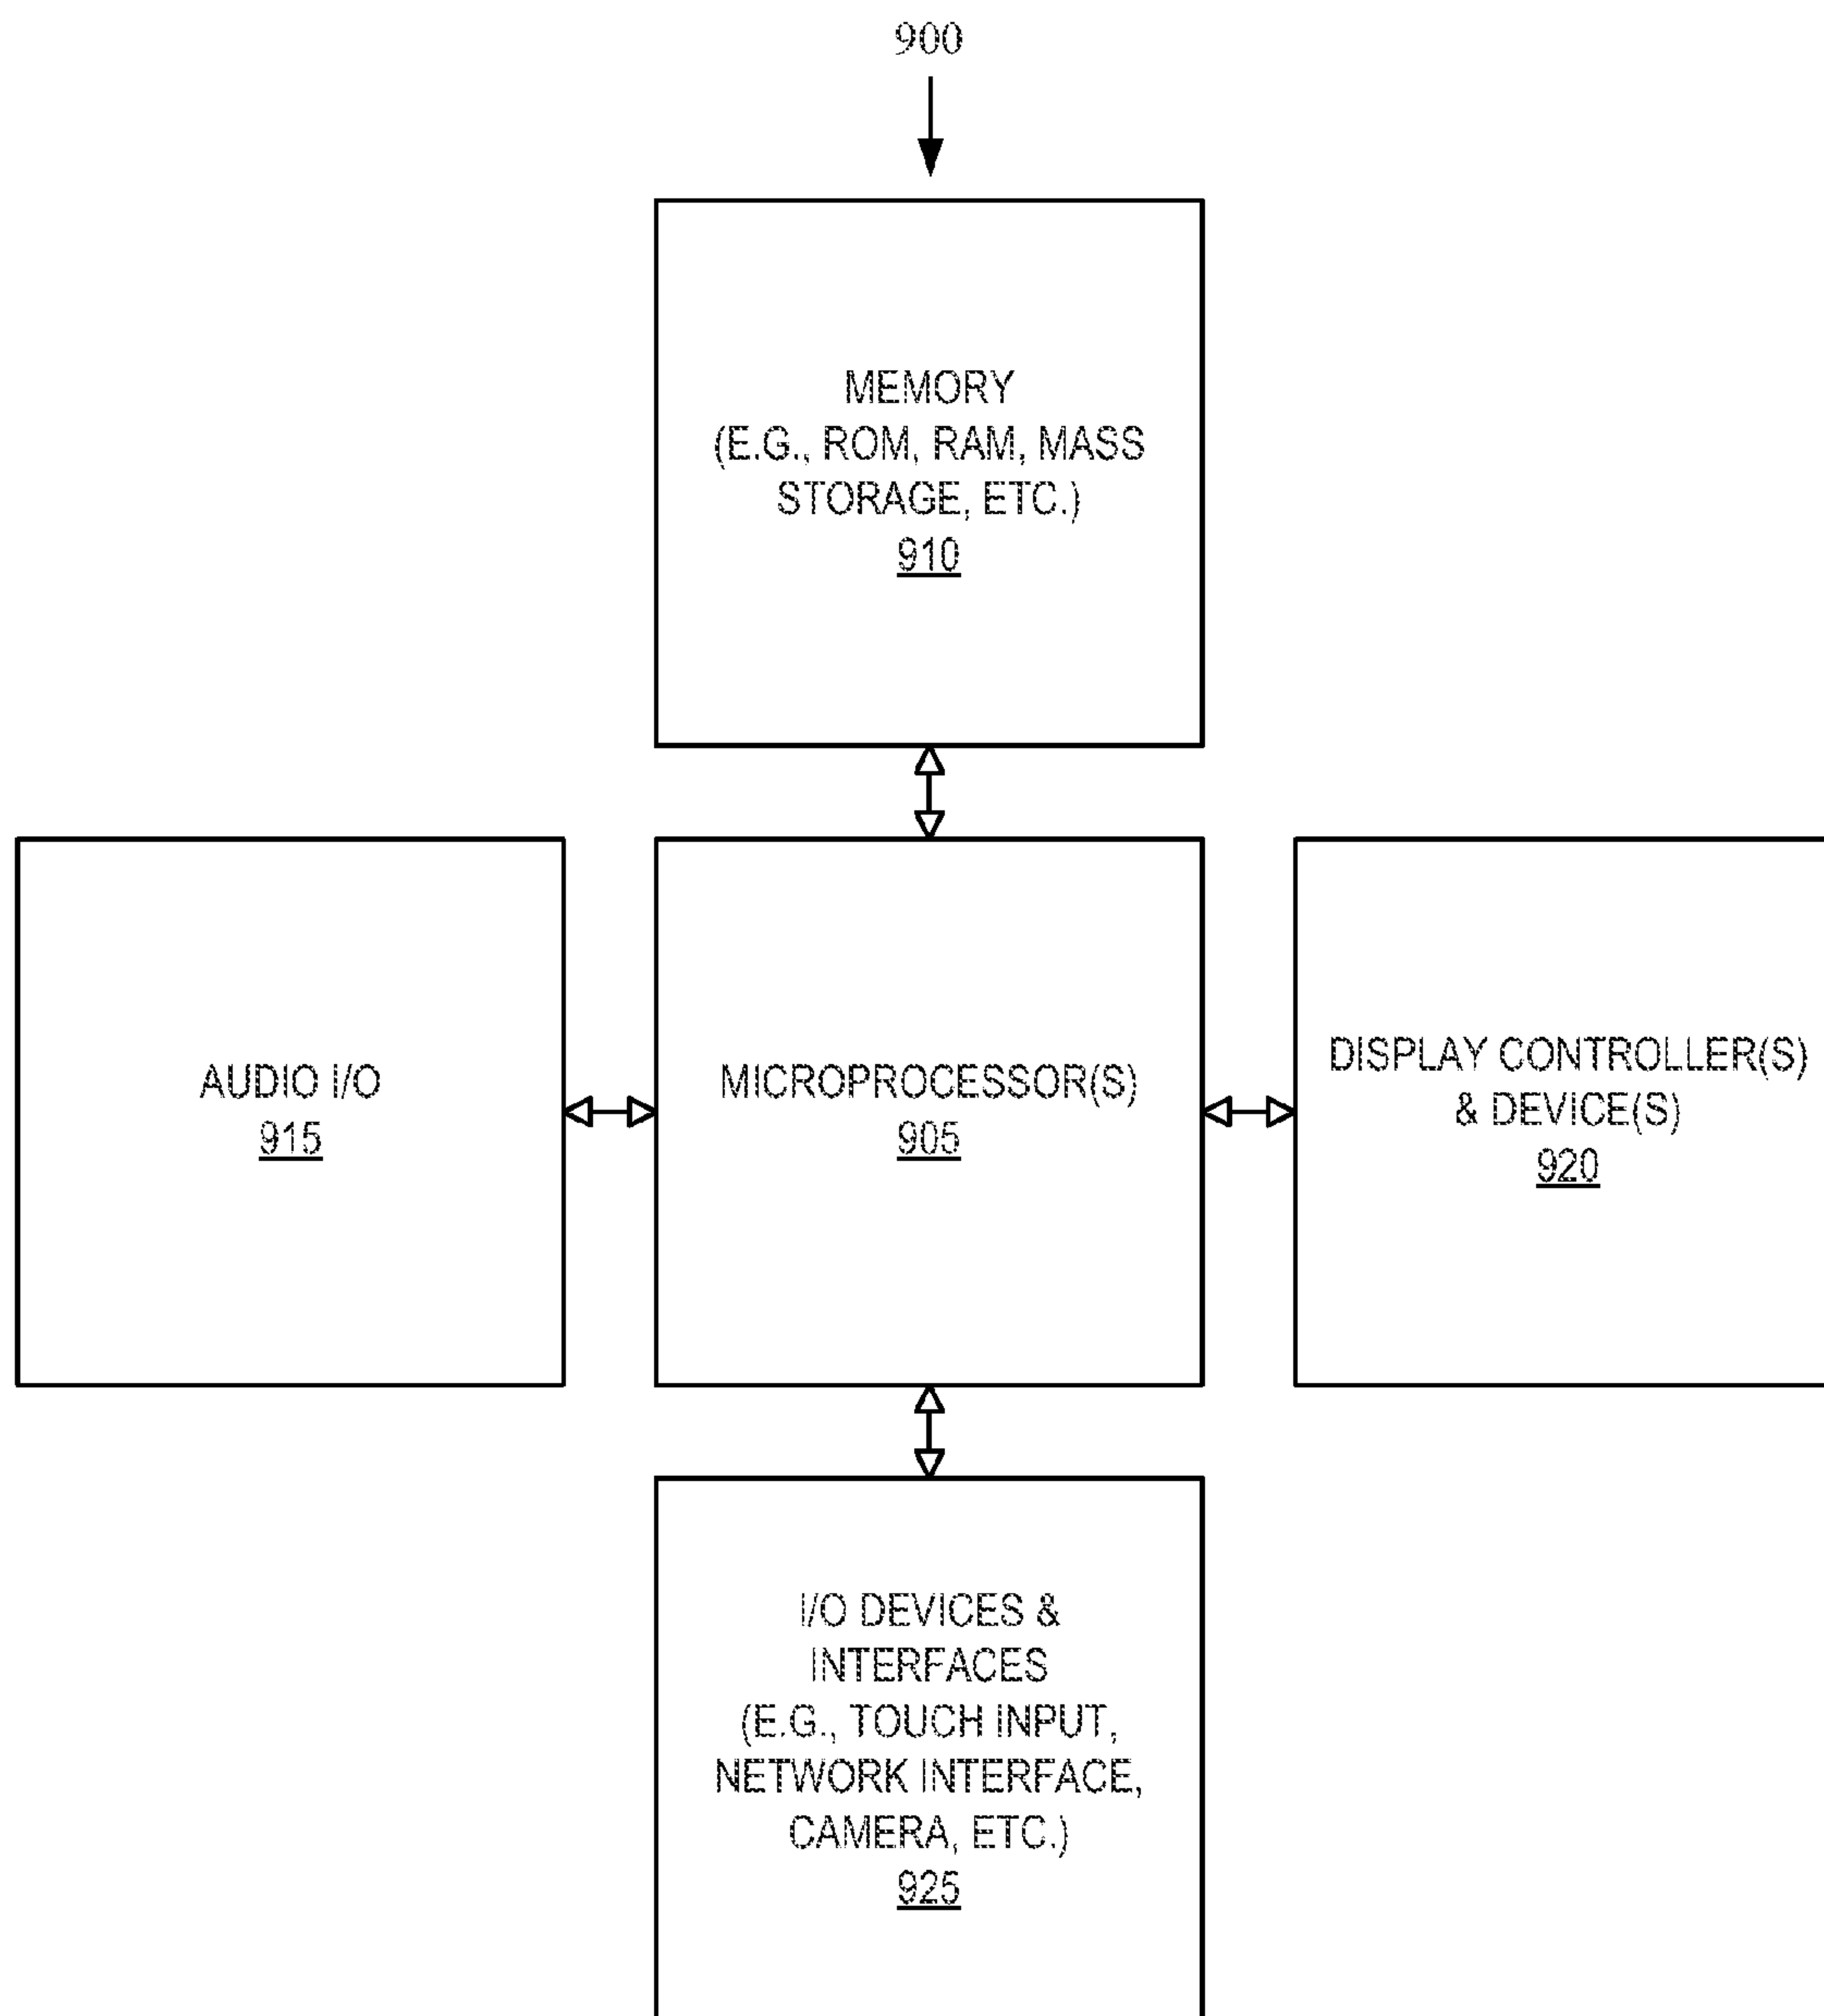 900
MEMORY
(E.G., ROM, RAM, MASS
STORAGE, ETC.)
910
AUDIO I/O
915
MICROPROCESSOR(S)
905
DISPLAY CONTROLLER(S)
& DEVICE(S)
920
I/O DEVICES &
INTERFACES
(E.G., TOUCH INPUT,
NETWORK INTERFACE,
CAMERA, ETC.)
925